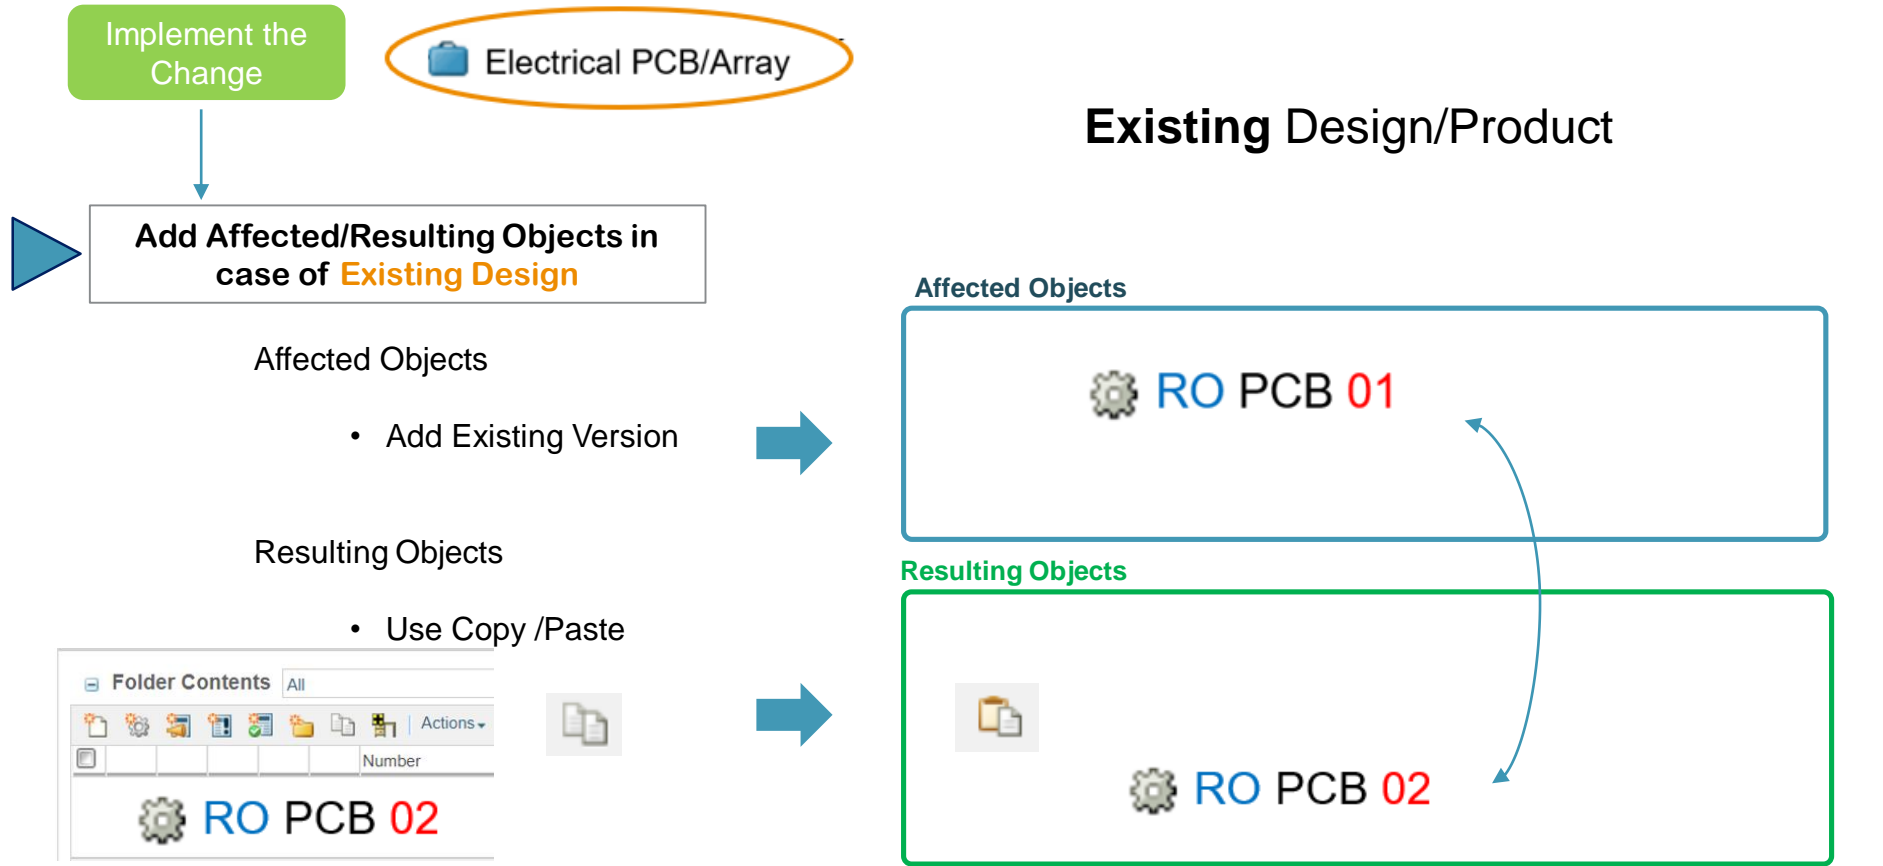 Implement the
Change
Electrical PCB/Array
Existing Design/Product
Add Affected/Resulting Objects in
case of Existing Design
Affected Objects
• Add Existing Version
Resulting Objects
• Use Copy /Paste
Folder Contents All
Actions
Number
RO PCB 02
Affected Objects
RO PCB 01
Resulting Objects
RO PCB 02